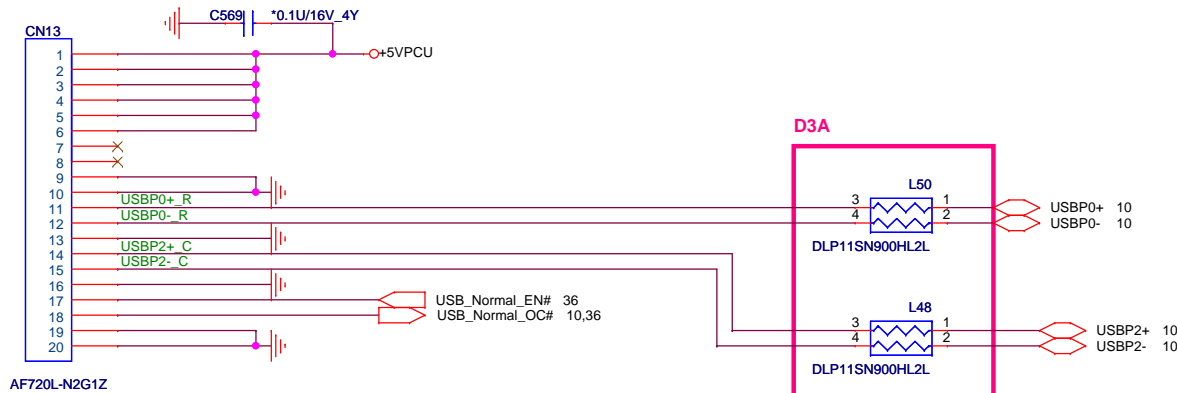 C569 *0.1U/16V_4Y
CN13
+5VPCU
1
2
3
4
5
6
7
8
9
10
11
12
13
14
15
16
17
18
19
20
USBP0+_R
USBP0-_R
USBP2+_C
USBP2-_C
USB_Normal_EN# 36
USB_Normal_OC# 10,36
AF720L-N2G1Z
D3A
L50
3 1
4 2
DLP11SN900HL2L
USBP0+ 10
USBP0- 10
L48
3 1
4 2
DLP11SN900HL2L
USBP2+ 10
USBP2- 10